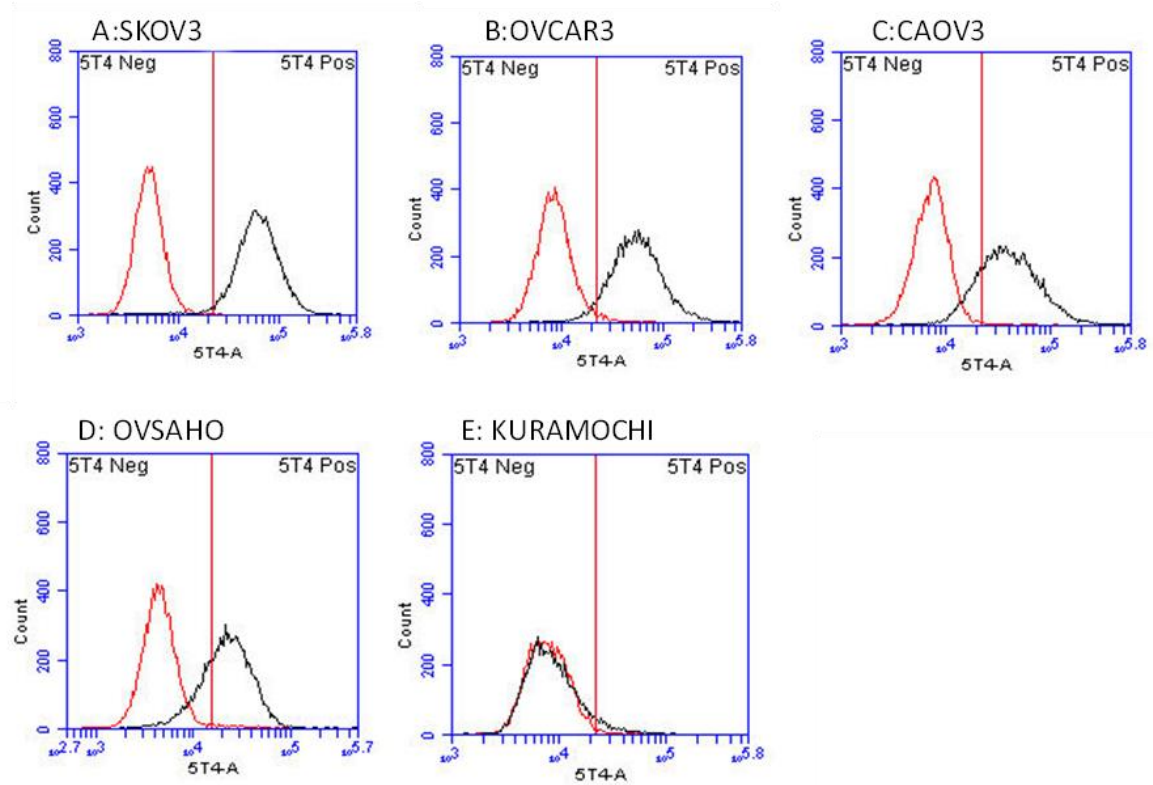 A:SKOV3
800
600
400
200
0
Count
5T4 Neg
5T4 Pos
10^3
10^4
10^5
10^5.8
5T4-A
B:OVCAR3
800
600
400
200
0
Count
5T4 Neg
5T4 Pos
10^3
10^4
10^5
10^5.8
5T4-A
C:CAOV3
800
600
400
200
0
Count
5T4 Neg
5T4 Pos
10^3
10^4
10^5
10^5.8
5T4-A
D: OVSAHO
800
600
400
200
0
Count
5T4 Neg
5T4 Pos
10^2.7
10^3
10^4
10^5
10^5.7
5T4-A
E: KURAMOCHI
800
600
400
200
0
Count
5T4 Neg
5T4 Pos
10^3
10^4
10^5
10^5.8
5T4-A